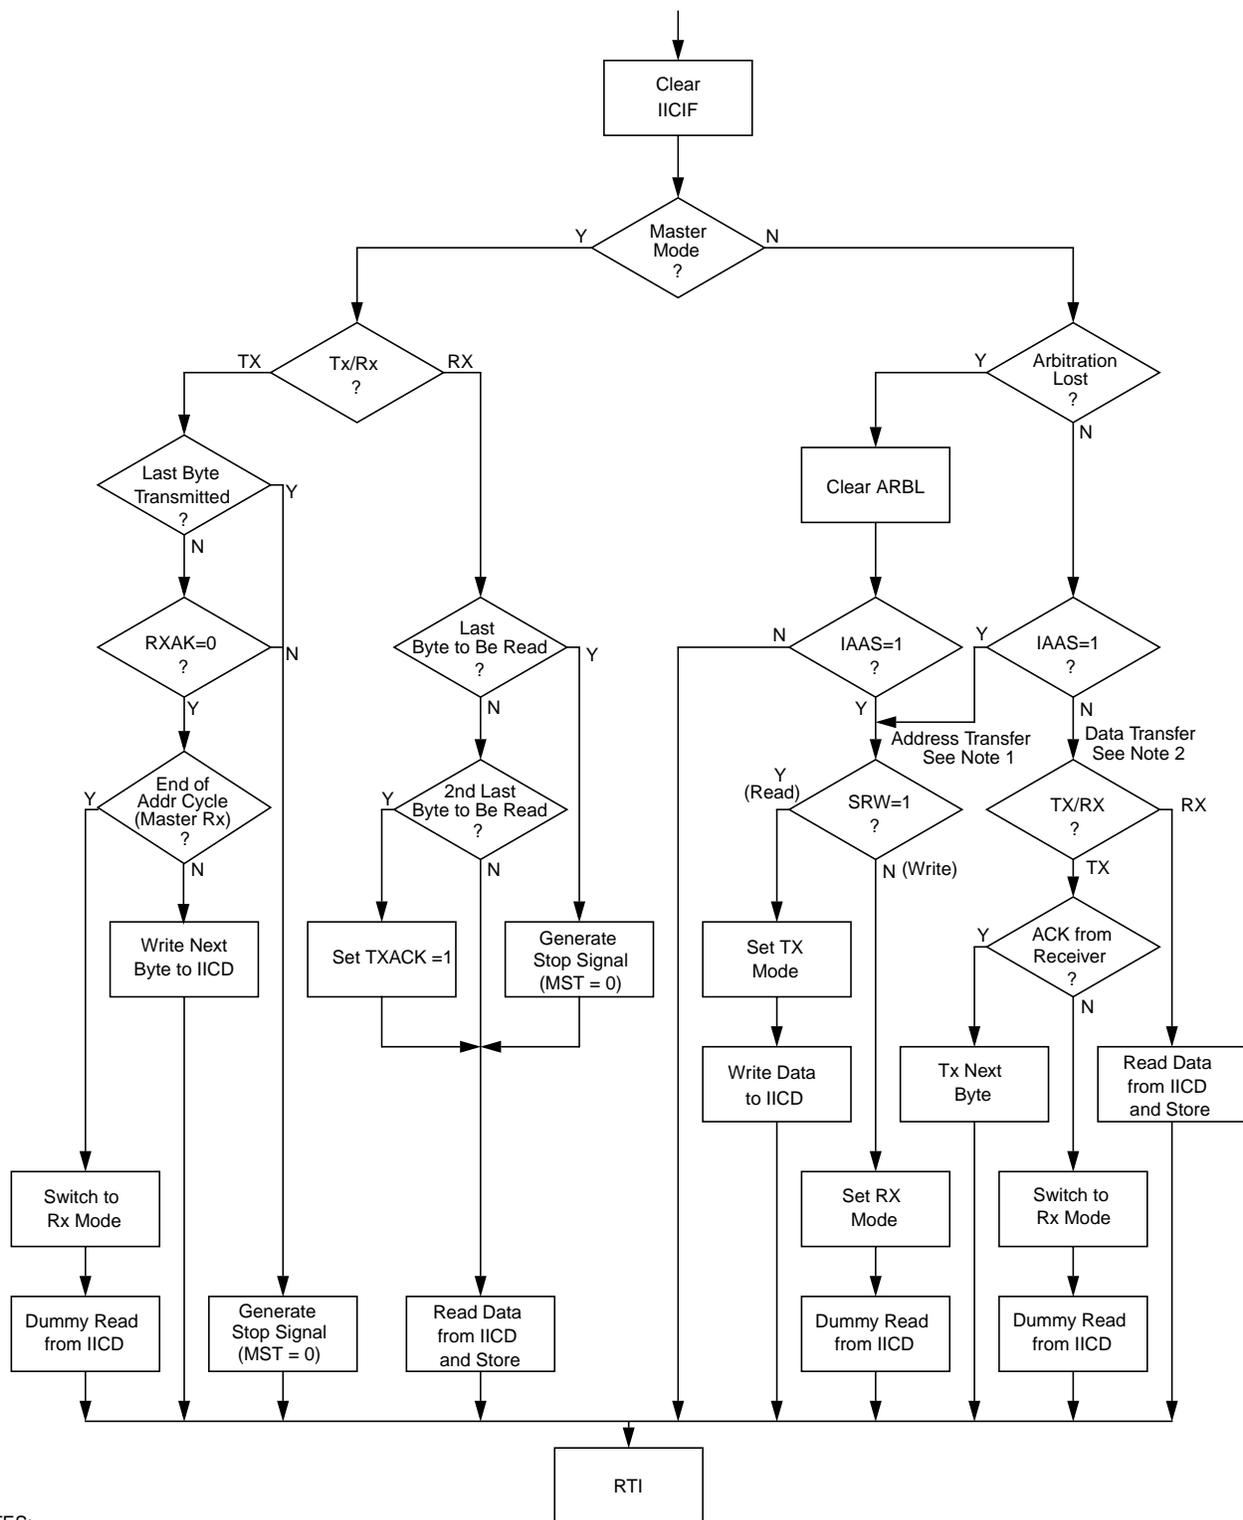 Clear
IICIF
Master
Mode
?
Y
N
Tx/Rx
?
TX
RX
Arbitration
Lost
?
Y
N
Last Byte
Transmitted
?
Y
N
Clear ARBL
RXAK=0
?
N
Y
Last
Byte to Be Read
?
Y
N
IAAS=1
?
N
Y
IAAS=1
?
Y
N
Address Transfer
See Note 1
Data Transfer
See Note 2
End of
Addr Cycle
(Master Rx)
?
Y
N
2nd Last
Byte to Be Read
?
Y
N
SRW=1
?
Y
(Read)
N (Write)
TX/RX
?
RX
TX
Write Next
Byte to IICD
Set TXACK =1
Generate
Stop Signal
(MST = 0)
Set TX
Mode
ACK from
Receiver
?
Y
N
Write Data
to IICD
Tx Next
Byte
Read Data
from IICD
and Store
Switch to
Rx Mode
Set RX
Mode
Switch to
Rx Mode
Dummy Read
from IICD
Generate
Stop Signal
(MST = 0)
Read Data
from IICD
and Store
Dummy Read
from IICD
Dummy Read
from IICD
RTI